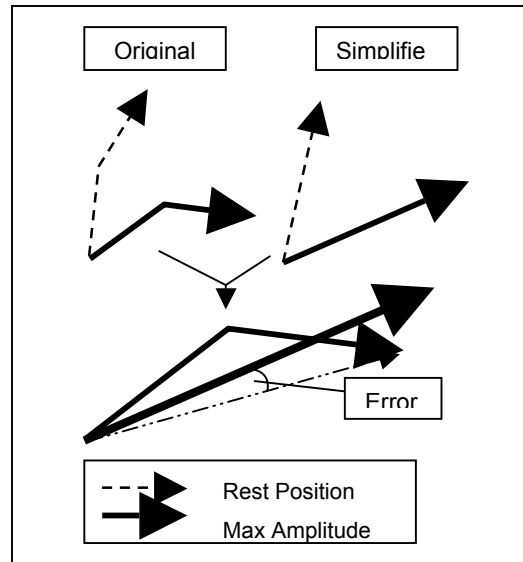 Original
Simplifie
Error
Rest Position
Max Amplitude